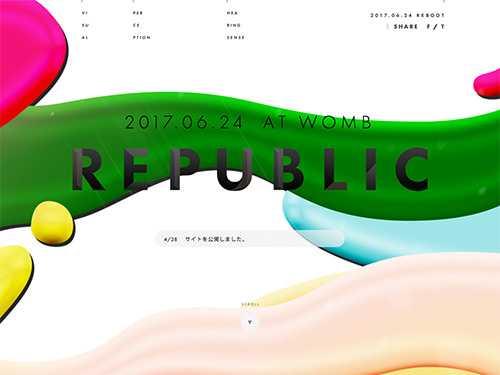 VI
SU
AL
PER
CE
PTION
HEA
RING
SENSE
2017.06.24 REBOOT
SHARE F / T
2017.06.24 AT WOMB
REPUBLIC
4/28 サイトを公開しました。
SCROLL